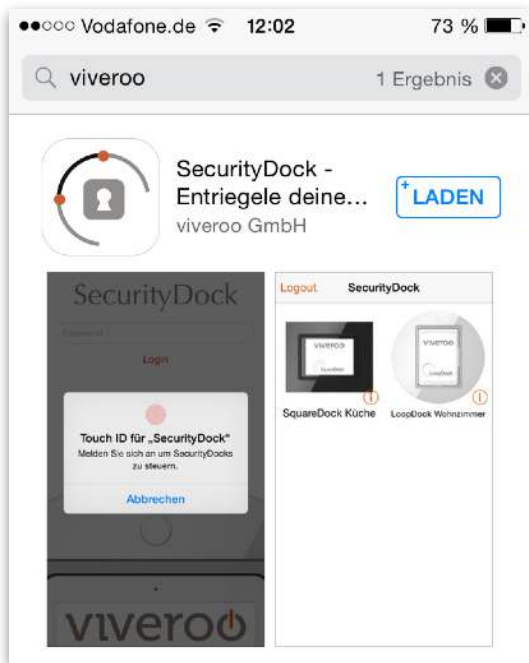 Vodafone.de 12:02 73 %
viveroo 1 Ergebnis
SecurityDock -
Entriegele deine...
viveroo GmbH
+LADEN
SecurityDock
Password
Login
Touch ID für „SecurityDock"
Melden Sie sich an um SecurityDocks
zu steuern.
Abbrechen
viveroo
Logout SecurityDock
viveroo
viveroo
SquareDock Küche
LoopDock Wohnzimmer